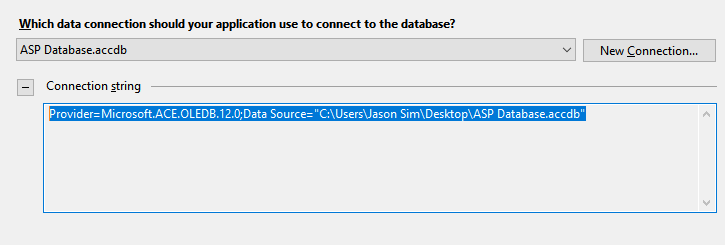 Which data connection should your application use to connect to the database?
ASP Database.accdb
New Connection...
Connection string
Provider=Microsoft.ACE.OLEDB.12.0;Data Source="C:\Users\Jason Sim\Desktop\ASP Database.accdb"